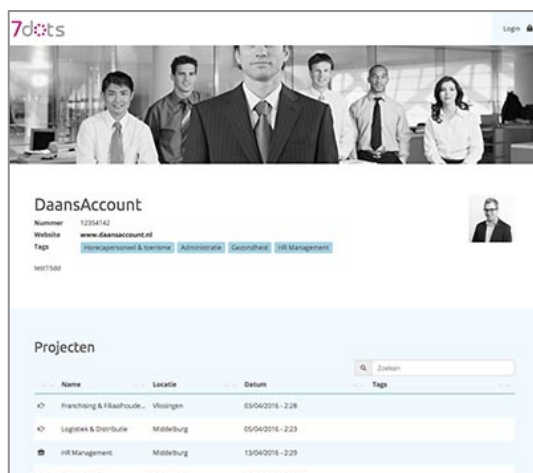 7dots
Login
DaansAccount
Nummer 12354142
Website www.daansaccount.nl
Tags Horecapersoneel & toerisme Administratie Gezondheid HR Management
test15dd
Projecten
Zoeken
Name Locatie Datum Tags
Franchising & Filiaalhoude... Vlissingen 03/04/2016 - 2:28
Logistiek & Distributie Middelburg 05/04/2016 - 2:23
HR Management Middelburg 13/04/2016 - 2:29